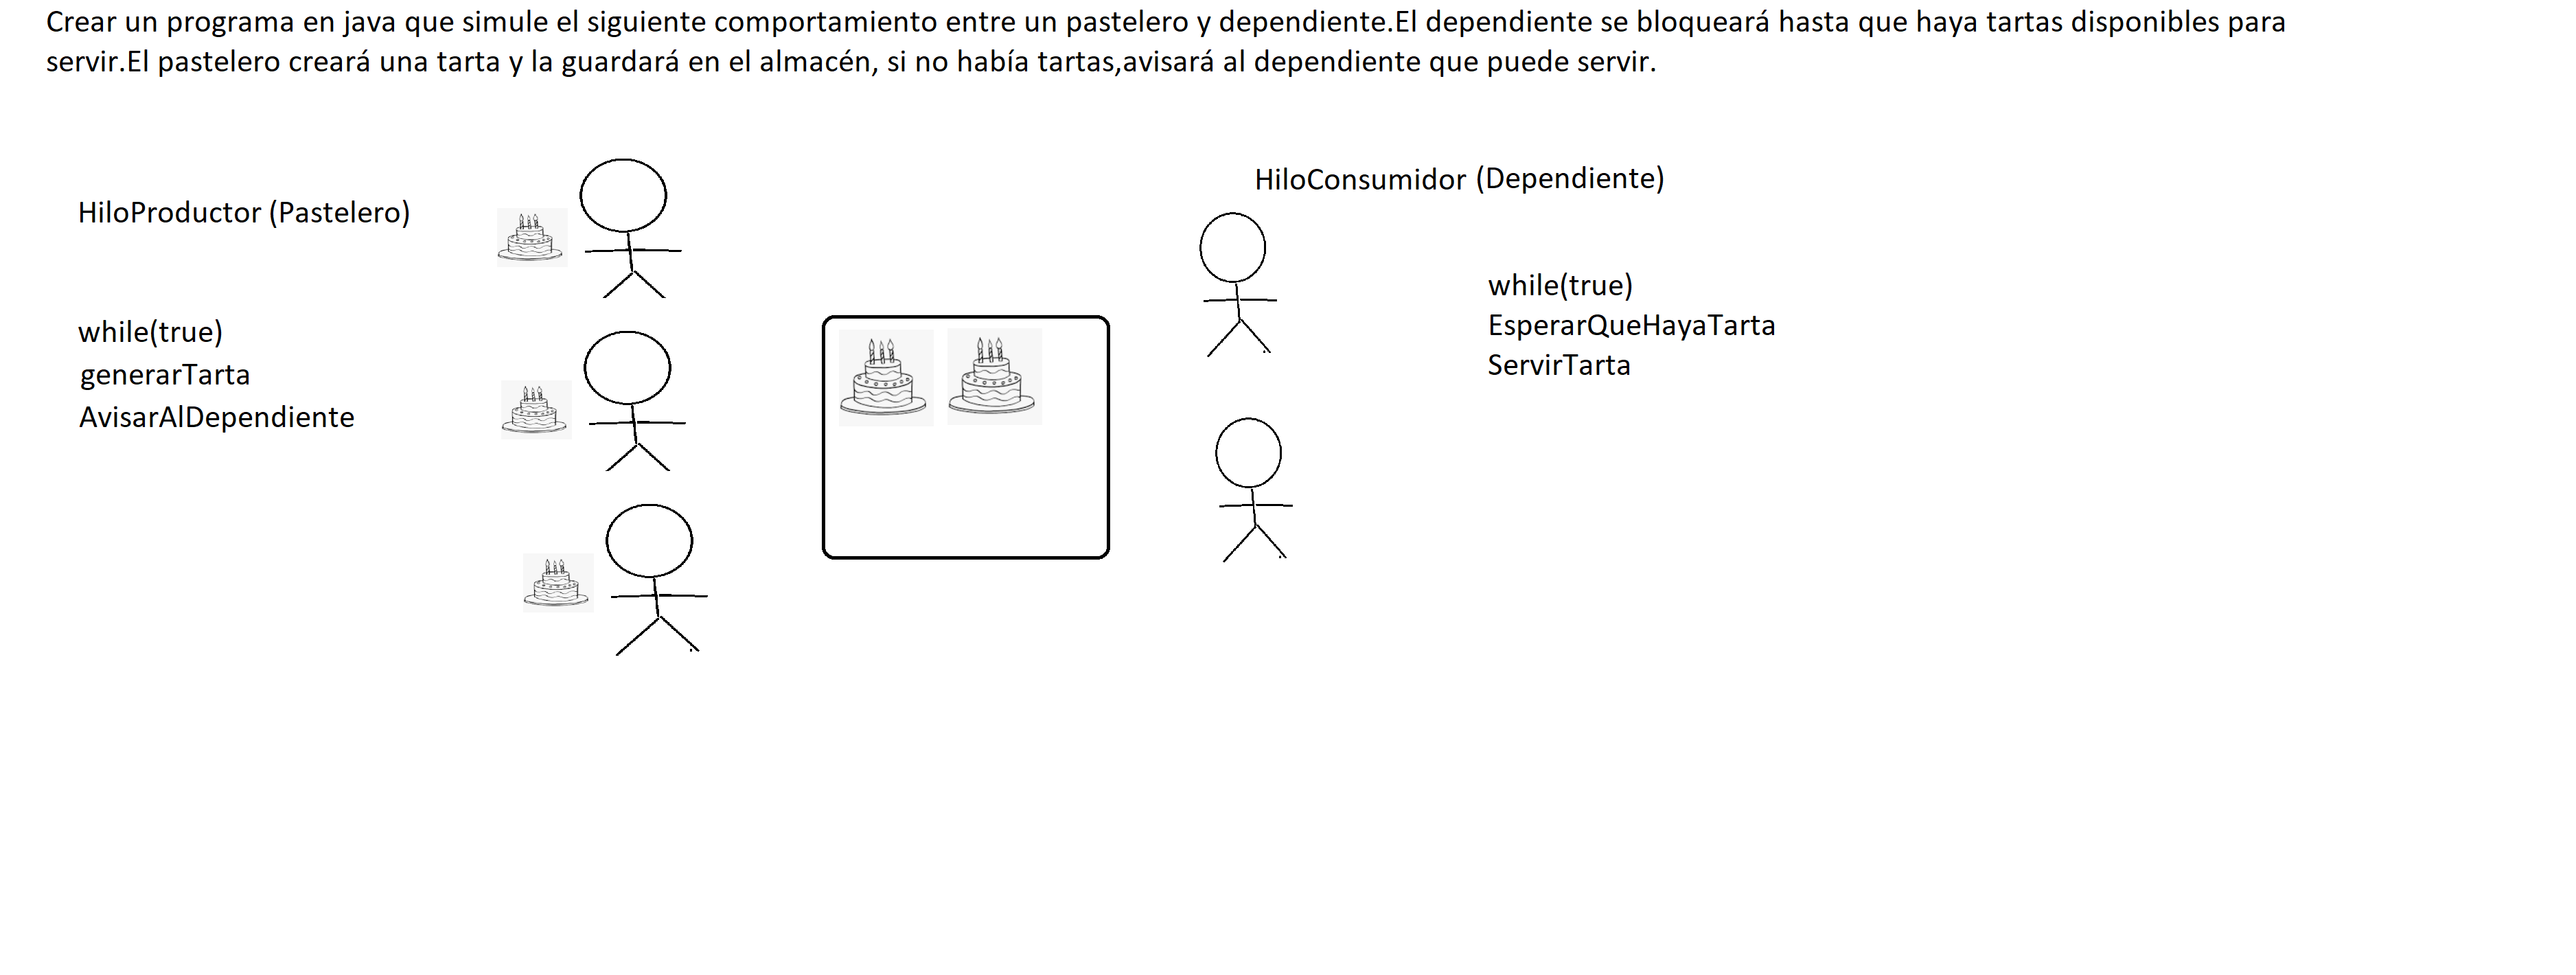 Crear un programa en java que simule el siguiente comportamiento entre un pastelero y dependiente.El dependiente se bloqueará hasta que haya tartas disponibles para
servir.El pastelero creará una tarta y la guardará en el almacén, si no había tartas,avisará al dependiente que puede servir.
HiloProductor (Pastelero)
while(true)
generarTarta
AvisarAlDependiente
HiloConsumidor (Dependiente)
while(true)
EsperarQueHayaTarta
ServirTarta